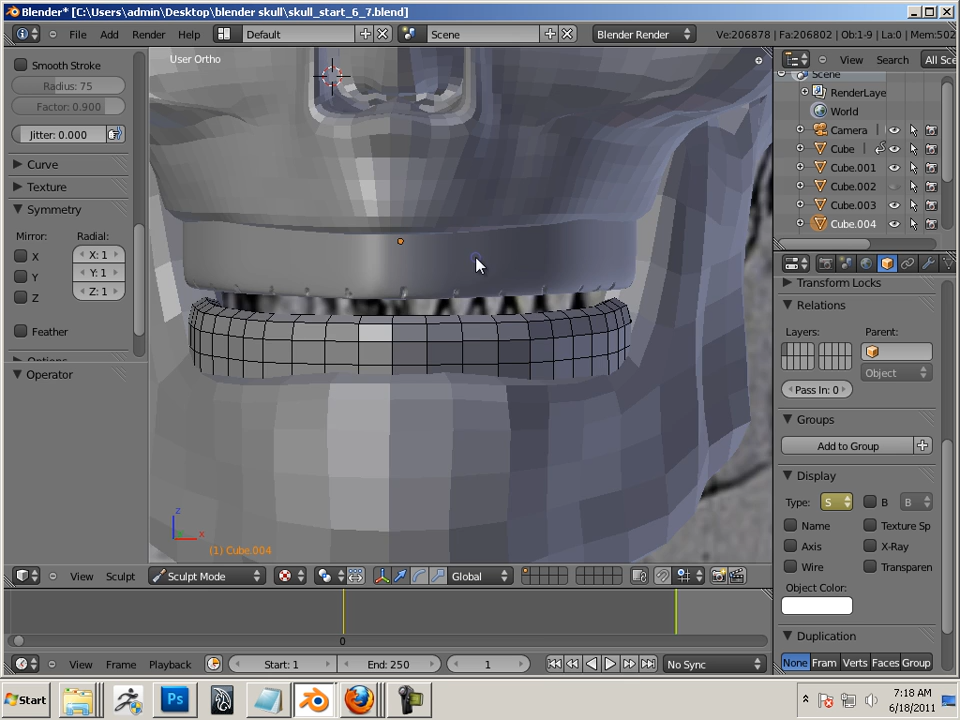 Blender* [C:\Users\admin\Desktop\blender skull\skull_start_6_7.blend]
File Add Render Help Default Scene Blender Render Ve:206878 | Fa:206802 | Ob:1-9 | La:0 | Mem:502
Smooth Stroke
Radius: 75
Factor: 0.900
Jitter: 0.000
Curve
Texture
Symmetry
Mirror: Radial:
X X: 1
Y Y: 1
Z Z: 1
Feather
Operator
User Ortho
z
x
(1) Cube.004
View Sculpt Sculpt Mode Global
View Search All Sce
Scene
RenderLaye
World
Camera
Cube
Cube.001
Cube.002
Cube.003
Cube.004
Transform Locks
Relations
Layers: Parent:
Object
Pass In: 0
Groups
Add to Group
Display
Type: S B B
Name Texture Sp
Axis X-Ray
Wire Transparen
Object Color:
Duplication
None Fram Verts Faces Group
0
View Frame Playback Start: 1 End: 250 1 No Sync
Start Ps 7:18 AM
6/18/2011